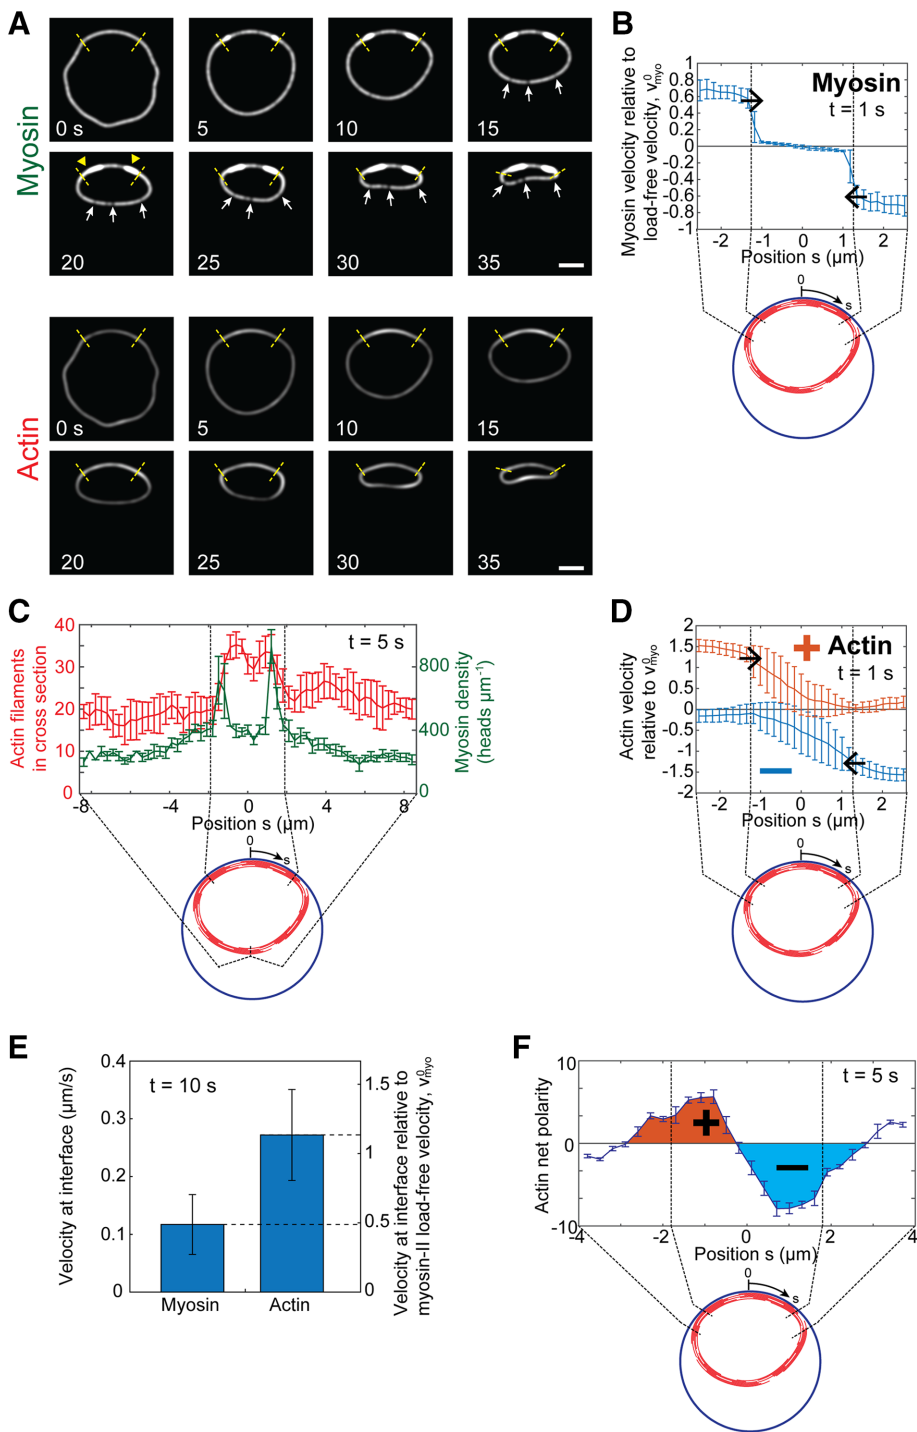 A
Myosin
0 s
5
10
15
20
25
30
35
Actin
0 s
5
10
15
20
25
30
35
B
Myosin velocity relative to
load-free velocity, v⁰myo
1
0.8
0.6
0.4
0.2
0
-0.2
-0.4
-0.6
-0.8
-1
Myosin
t = 1 s
-2
-1
0
1
2
Position s (µm)
0
s
C
Actin filaments
in cross section
40
30
20
10
0
t = 5 s
800
400
0
Myosin density
(heads µm⁻¹)
-8
-4
0
4
8
Position s (µm)
0
s
D
Actin velocity
relative to v⁰myo
2
1.5
1
0.5
0
-0.5
-1
-1.5
-2
+ Actin
t = 1 s
−
-2
-1
0
1
2
Position s (µm)
0
s
E
Velocity at interface (µm/s)
0.4
0.3
0.2
0.1
0
t = 10 s
1.5
1
0.5
0
Velocity at interface relative to
myosin-II load-free velocity, v⁰myo
Myosin
Actin
F
Actin net polarity
10
0
-10
t = 5 s
+
−
-4
-2
0
2
4
Position s (µm)
0
s